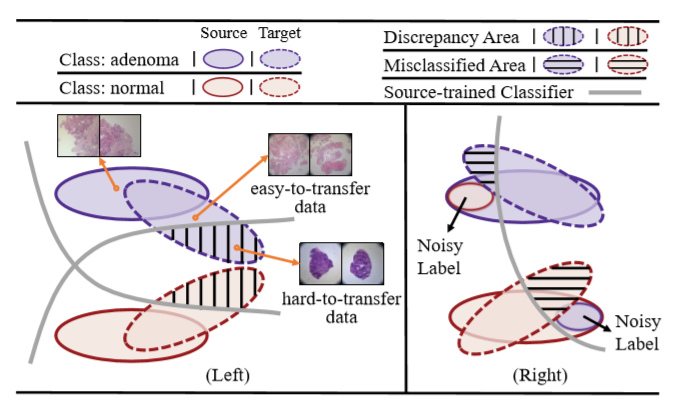 Source Target
Class: adenoma | |
Class: normal | |
Discrepancy Area | |
Misclassified Area | |
Source-trained Classifier
easy-to-transfer
data
hard-to-transfer
data
(Left)
Noisy
Label
Noisy
Label
(Right)